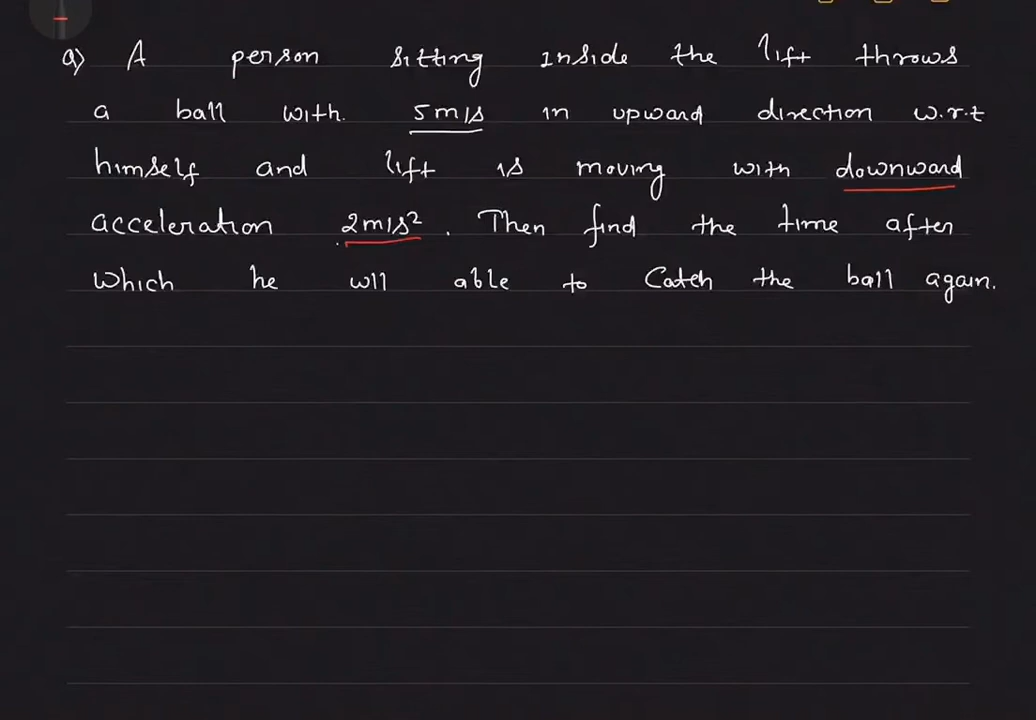 Q) A person sitting inside the lift throws
a ball with. 5m/s in upward direction w.r.t
himself and lift is moving with downward
acceleration 2m/s². Then find the time after
which he wll able to Catch the ball again.